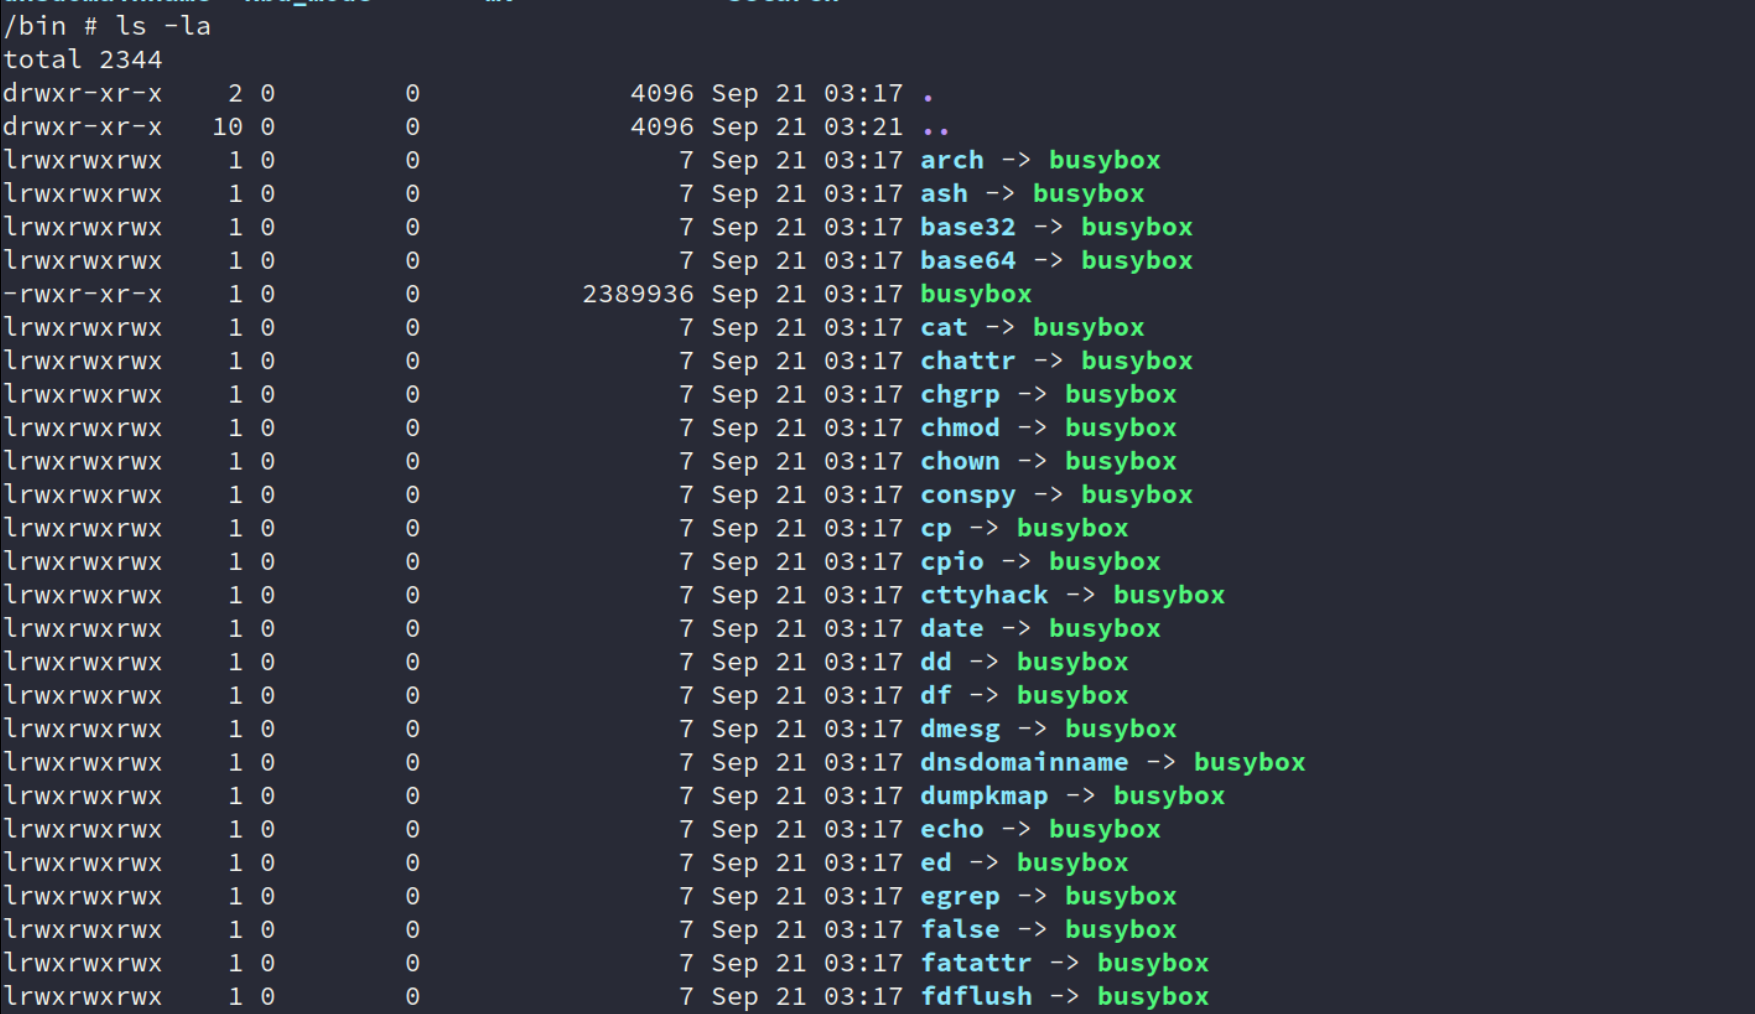 /bin # ls -la
total 2344
drwxr-xr-x    2 0        0             4096 Sep 21 03:17 .
drwxr-xr-x   10 0        0             4096 Sep 21 03:21 ..
lrwxrwxrwx    1 0        0                7 Sep 21 03:17 arch -> busybox
lrwxrwxrwx    1 0        0                7 Sep 21 03:17 ash -> busybox
lrwxrwxrwx    1 0        0                7 Sep 21 03:17 base32 -> busybox
lrwxrwxrwx    1 0        0                7 Sep 21 03:17 base64 -> busybox
-rwxr-xr-x    1 0        0          2389936 Sep 21 03:17 busybox
lrwxrwxrwx    1 0        0                7 Sep 21 03:17 cat -> busybox
lrwxrwxrwx    1 0        0                7 Sep 21 03:17 chattr -> busybox
lrwxrwxrwx    1 0        0                7 Sep 21 03:17 chgrp -> busybox
lrwxrwxrwx    1 0        0                7 Sep 21 03:17 chmod -> busybox
lrwxrwxrwx    1 0        0                7 Sep 21 03:17 chown -> busybox
lrwxrwxrwx    1 0        0                7 Sep 21 03:17 conspy -> busybox
lrwxrwxrwx    1 0        0                7 Sep 21 03:17 cp -> busybox
lrwxrwxrwx    1 0        0                7 Sep 21 03:17 cpio -> busybox
lrwxrwxrwx    1 0        0                7 Sep 21 03:17 cttyhack -> busybox
lrwxrwxrwx    1 0        0                7 Sep 21 03:17 date -> busybox
lrwxrwxrwx    1 0        0                7 Sep 21 03:17 dd -> busybox
lrwxrwxrwx    1 0        0                7 Sep 21 03:17 df -> busybox
lrwxrwxrwx    1 0        0                7 Sep 21 03:17 dmesg -> busybox
lrwxrwxrwx    1 0        0                7 Sep 21 03:17 dnsdomainname -> busybox
lrwxrwxrwx    1 0        0                7 Sep 21 03:17 dumpkmap -> busybox
lrwxrwxrwx    1 0        0                7 Sep 21 03:17 echo -> busybox
lrwxrwxrwx    1 0        0                7 Sep 21 03:17 ed -> busybox
lrwxrwxrwx    1 0        0                7 Sep 21 03:17 egrep -> busybox
lrwxrwxrwx    1 0        0                7 Sep 21 03:17 false -> busybox
lrwxrwxrwx    1 0        0                7 Sep 21 03:17 fatattr -> busybox
lrwxrwxrwx    1 0        0                7 Sep 21 03:17 fdflush -> busybox